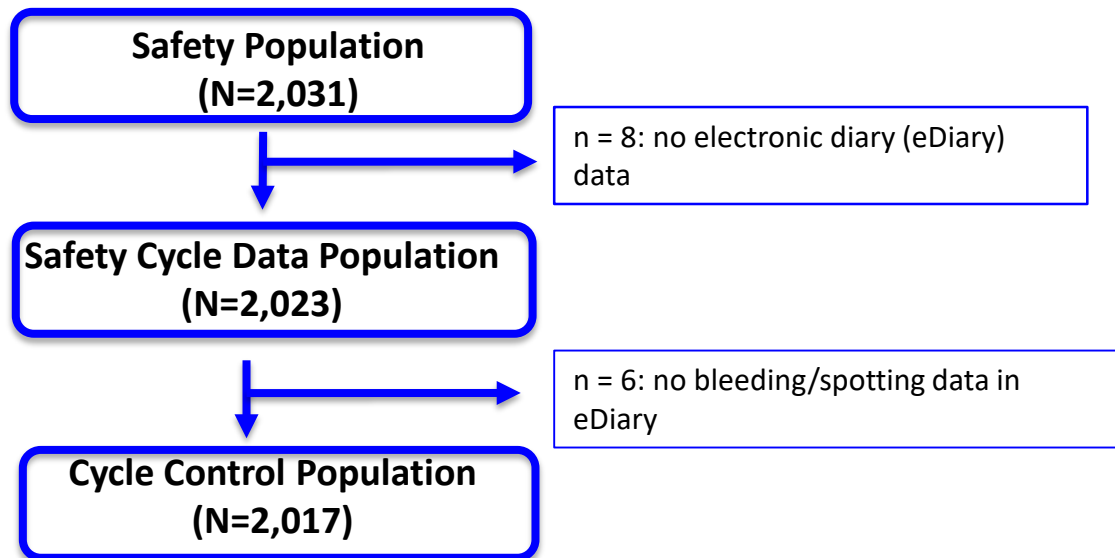 Safety Population
(N=2,031)
n = 8: no electronic diary (eDiary)
data
Safety Cycle Data Population
(N=2,023)
n = 6: no bleeding/spotting data in
eDiary
Cycle Control Population
(N=2,017)